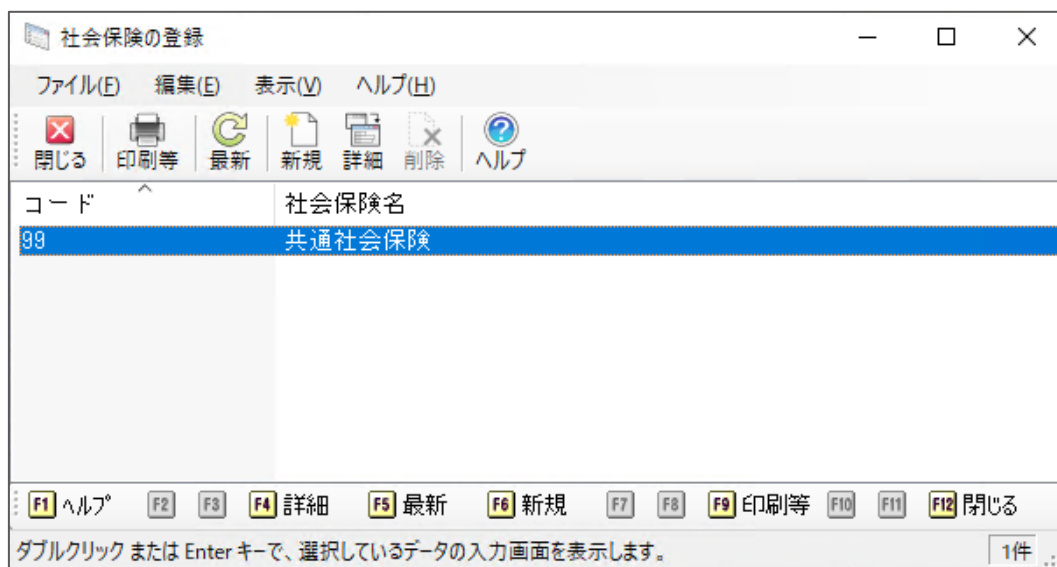 社会保険の登録
ファイル(F) 編集(E) 表示(V) ヘルプ(H)
閉じる 印刷等 最新 新規 詳細 削除 ヘルプ
コード 社会保険名
99 共通社会保険
F1 ヘルプ F2 F3 F4 詳細 F5 最新 F6 新規 F7 F8 F9 印刷等 F10 F11 F12 閉じる
ダブルクリック または Enter キーで、選択しているデータの入力画面を表示します。 1件